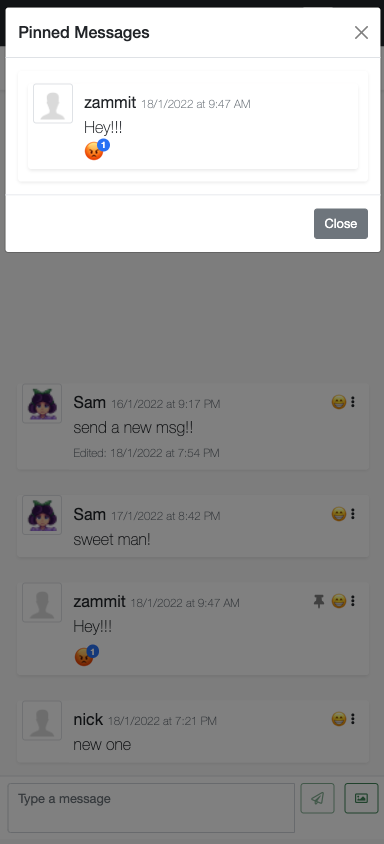 Pinned Messages
zammit 18/1/2022 at 9:47 AM
Hey!!!
1
Close
Sam 16/1/2022 at 9:17 PM
send a new msg!!
Edited: 18/1/2022 at 7:54 PM
Sam 17/1/2022 at 8:42 PM
sweet man!
zammit 18/1/2022 at 9:47 AM
Hey!!!
1
nick 18/1/2022 at 7:21 PM
new one
Type a message